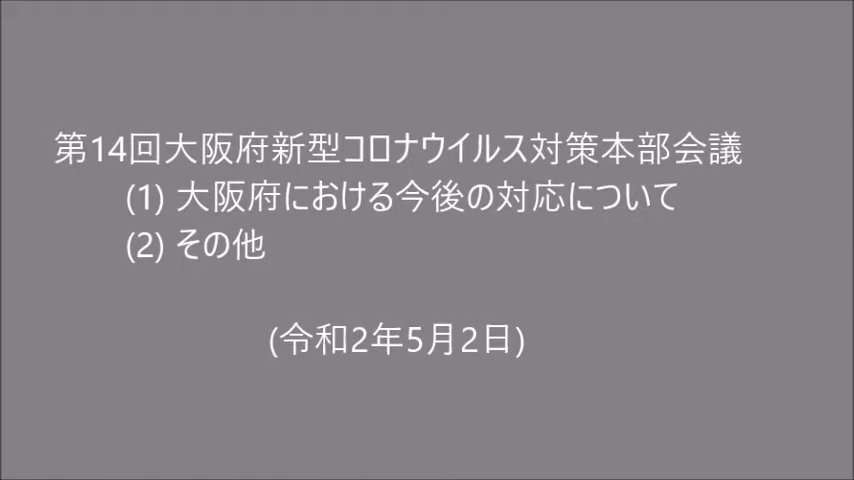 第14回大阪府新型コロナウイルス対策本部会議
(1) 大阪府における今後の対応について
(2) その他
(令和2年5月2日)